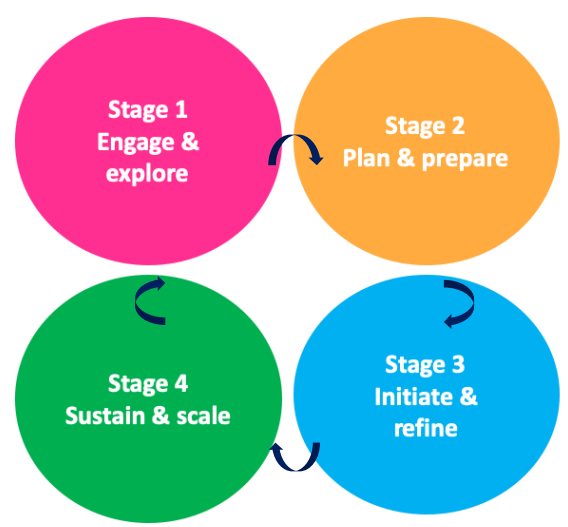 Stage 1
Engage &
explore
Stage 2
Plan & prepare
Stage 3
Initiate &
refine
Stage 4
Sustain & scale